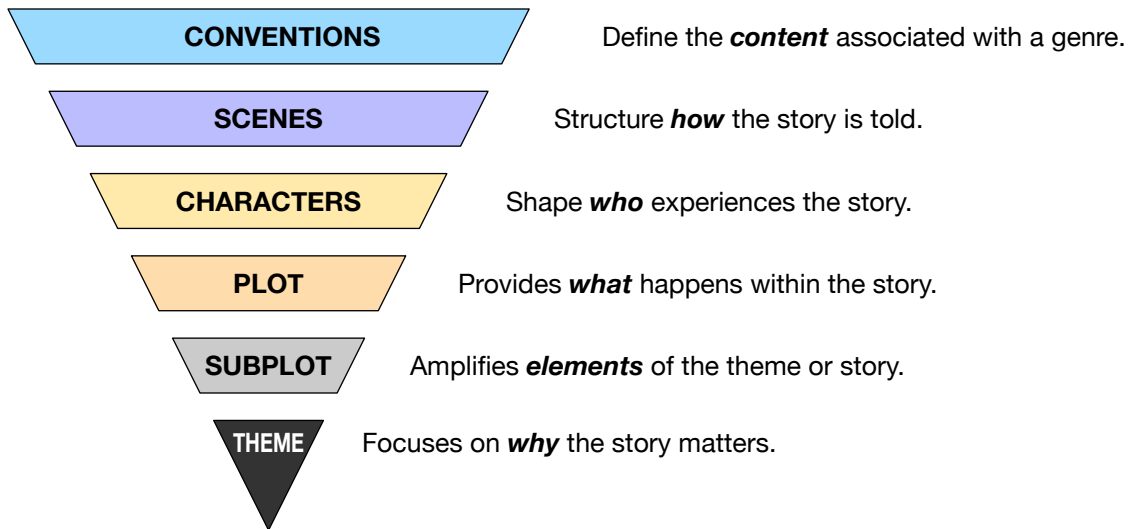 CONVENTIONS Define the content associated with a genre.
SCENES Structure how the story is told.
CHARACTERS Shape who experiences the story.
PLOT Provides what happens within the story.
SUBPLOT Amplifies elements of the theme or story.
THEME Focuses on why the story matters.